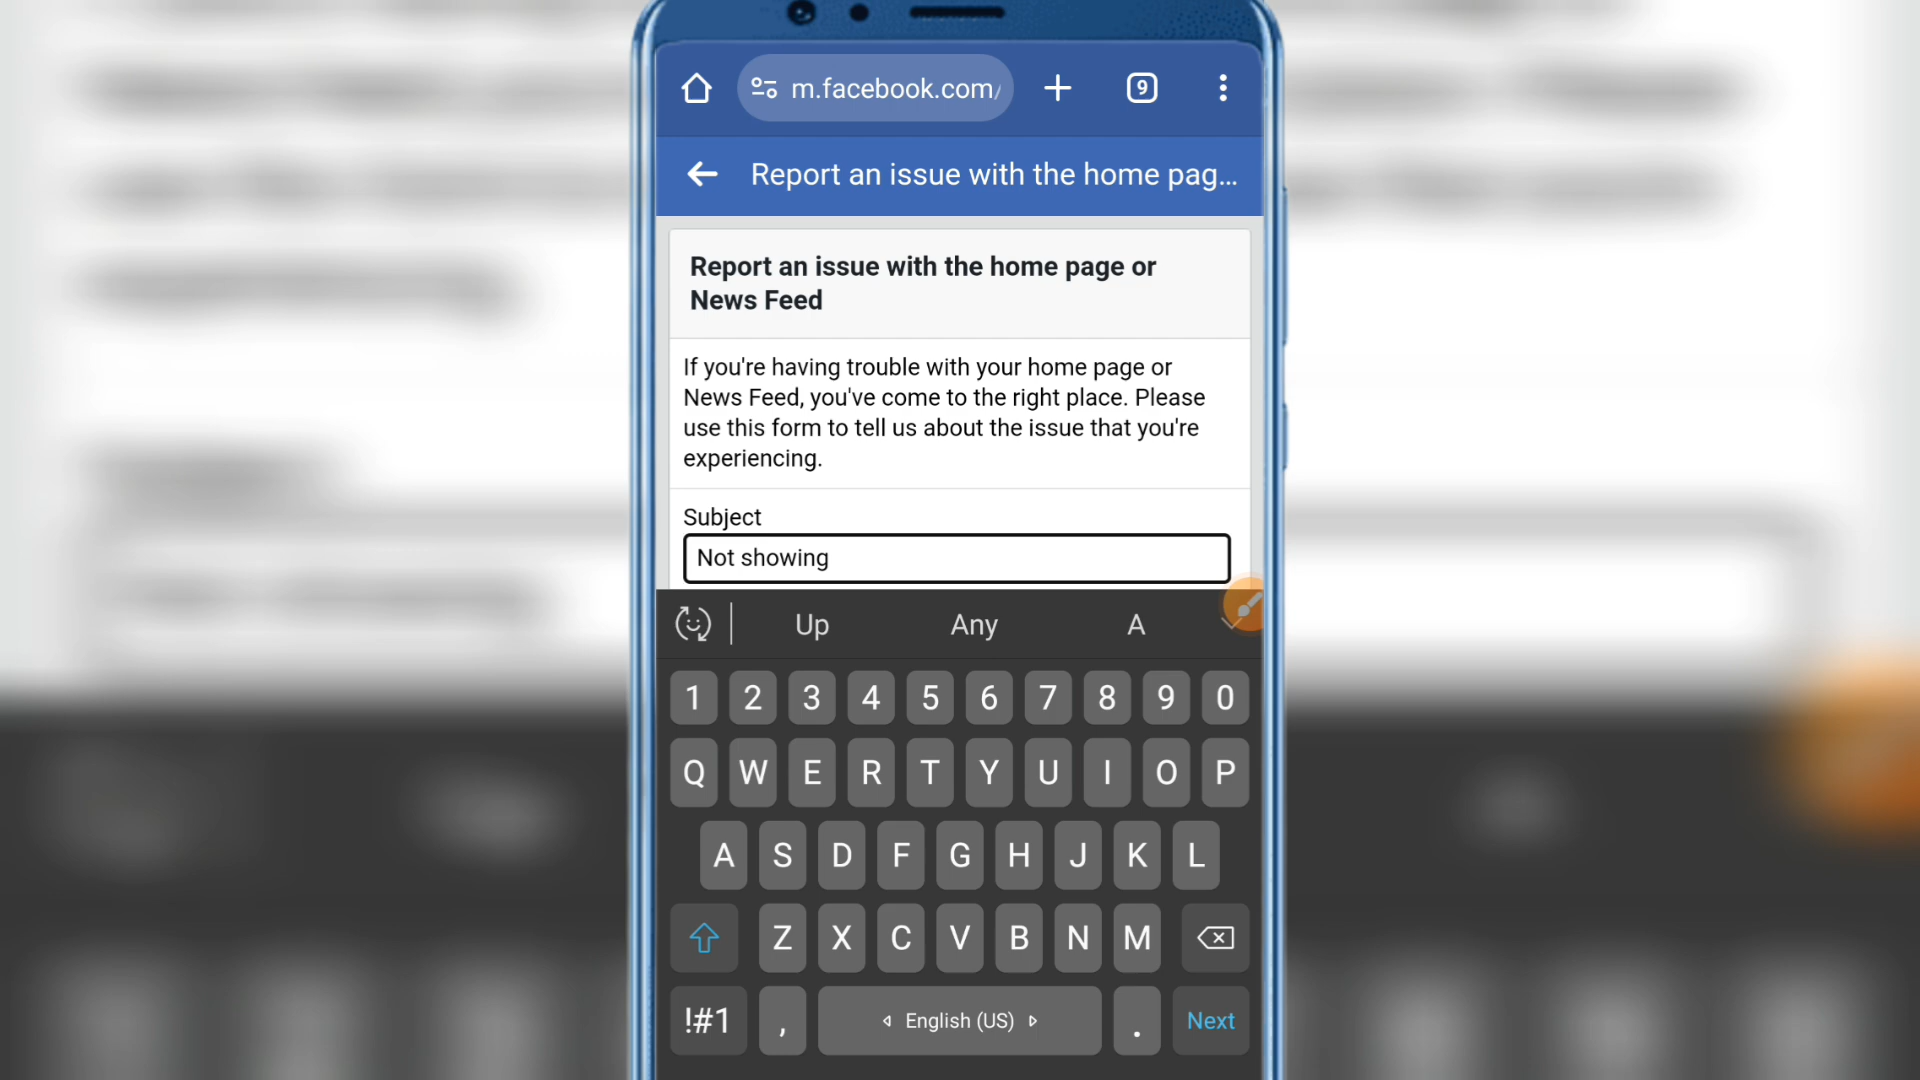 m.facebook.com/
9
Report an issue with the home pag...
Report an issue with the home page or
News Feed
If you're having trouble with your home page or
News Feed, you've come to the right place. Please
use this form to tell us about the issue that you're
experiencing.
Subject
Not showing
Up Any A
1 2 3 4 5 6 7 8 9 0
Q W E R T Y U I O P
A S D F G H J K L
Z X C V B N M
!#1 , English (US) . Next